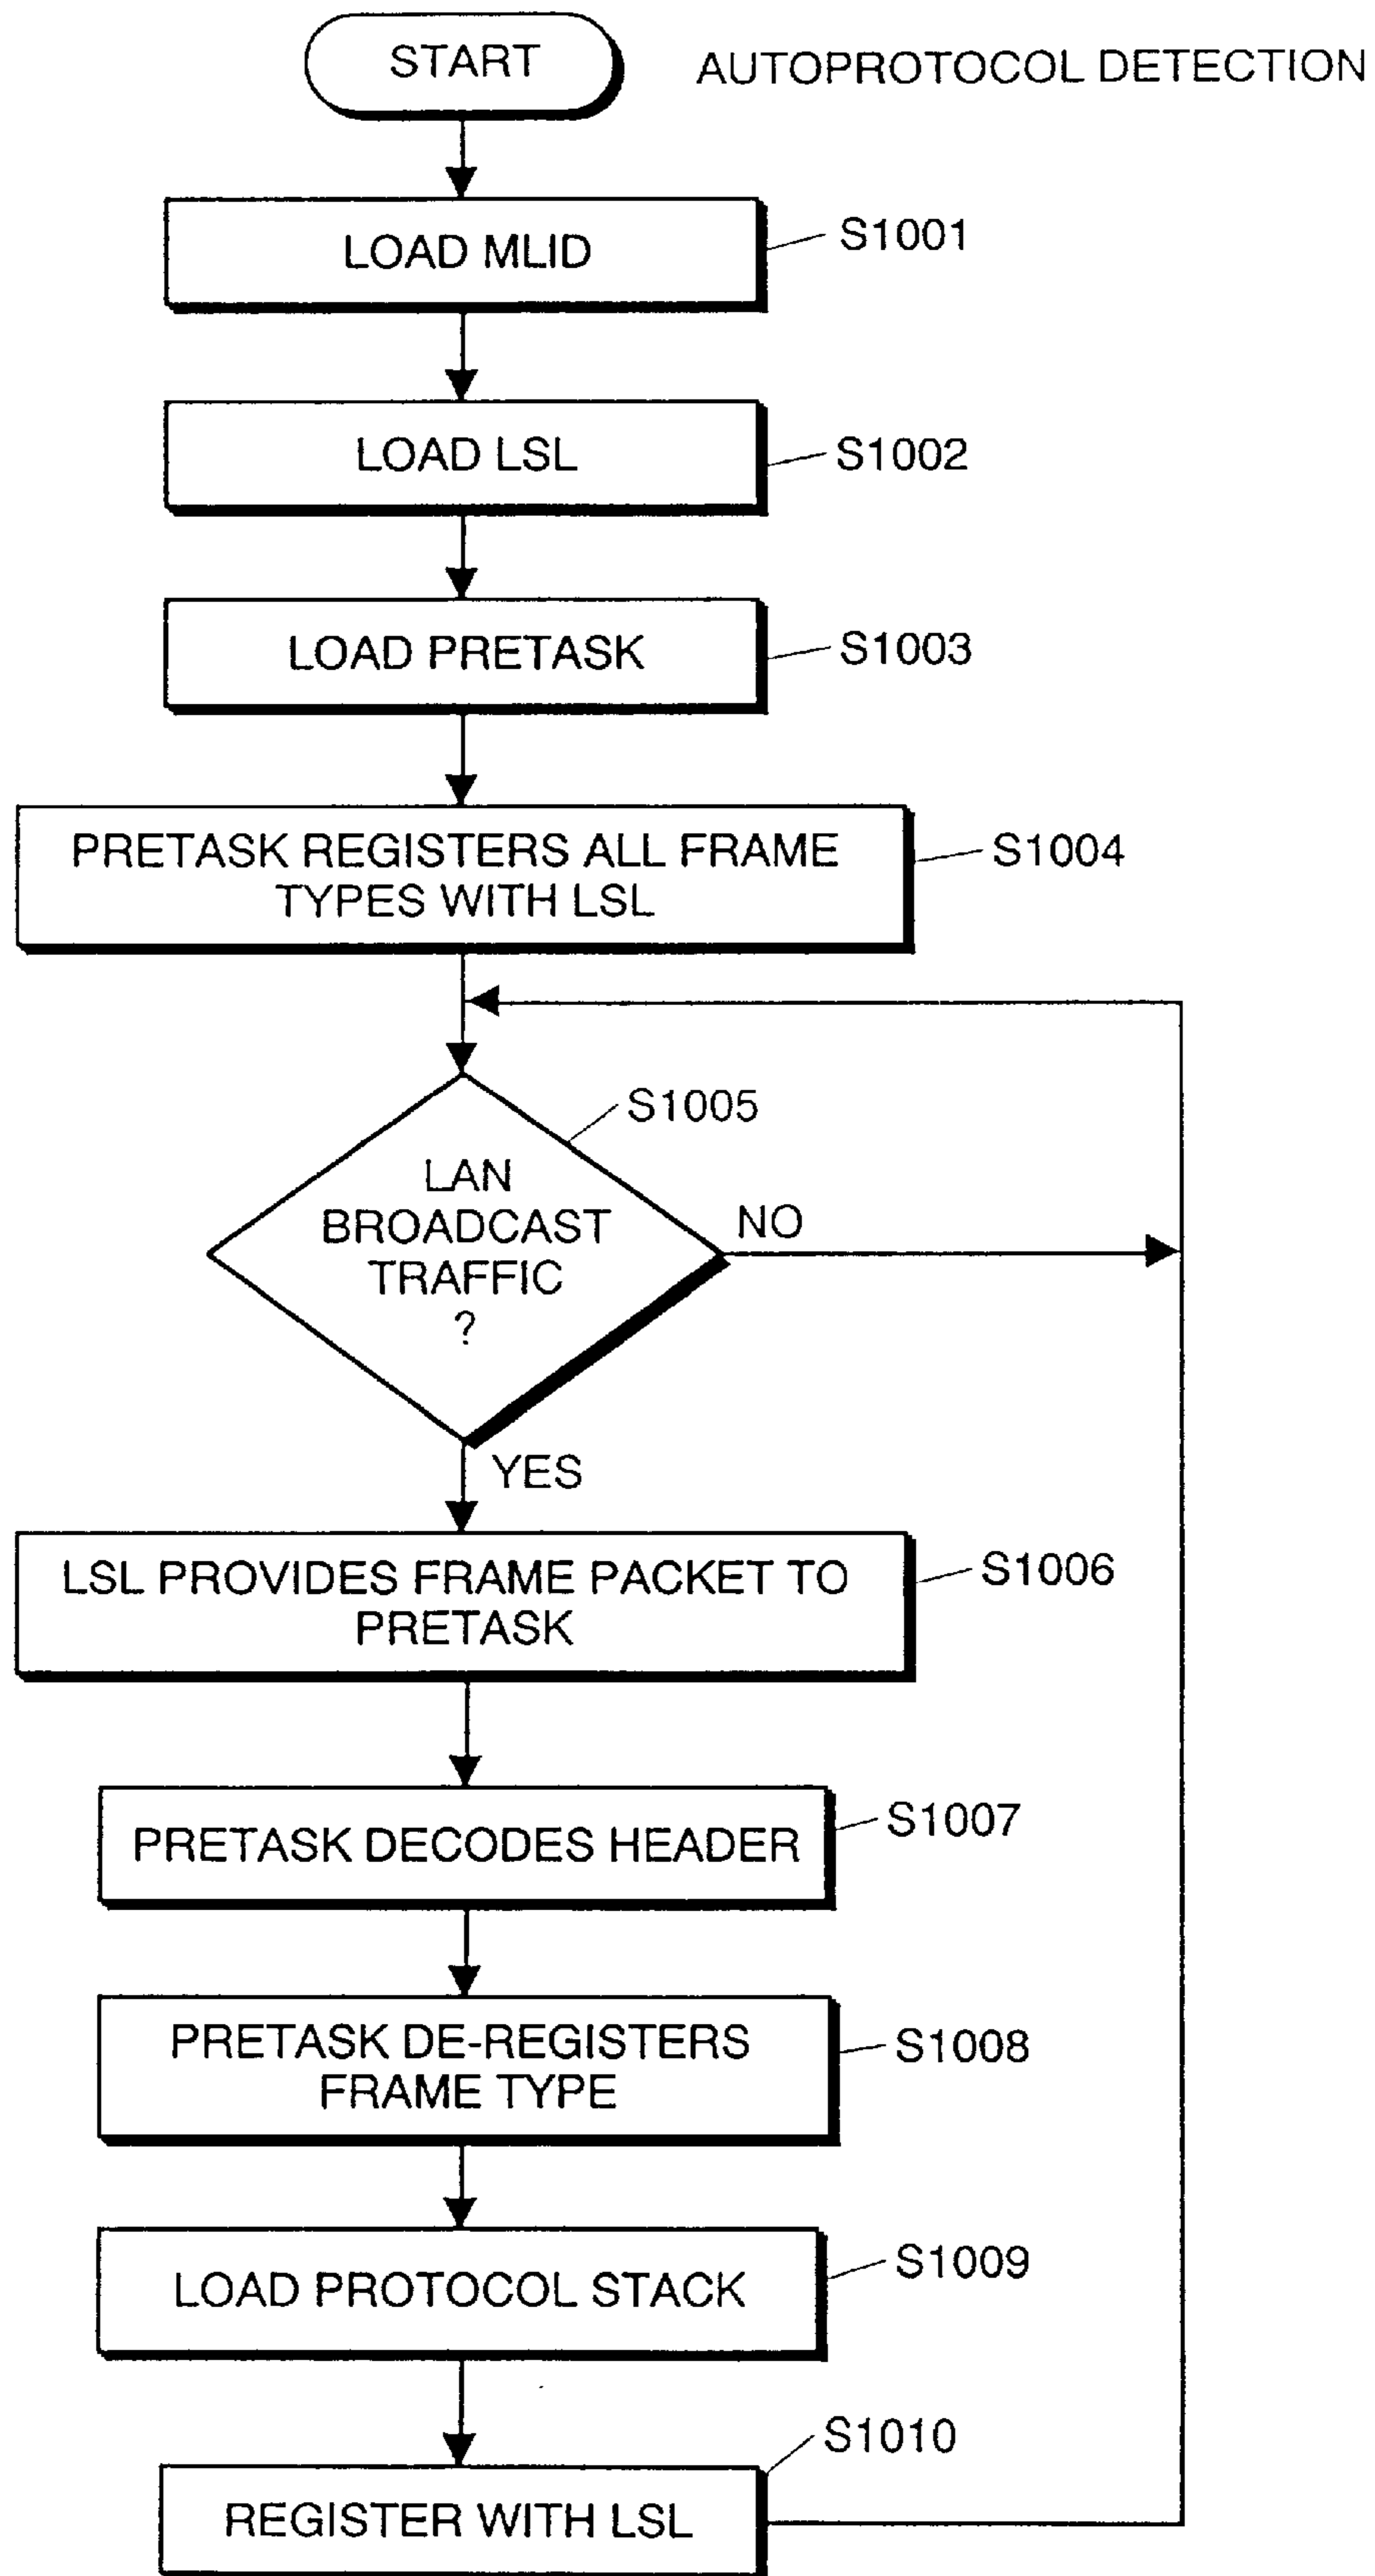 START
AUTOPROTOCOL DETECTION
LOAD MLID
S1001
LOAD LSL
S1002
LOAD PRETASK
S1003
PRETASK REGISTERS ALL FRAME
TYPES WITH LSL
S1004
S1005
LAN
BROADCAST
TRAFFIC
?
NO
YES
LSL PROVIDES FRAME PACKET TO
PRETASK
S1006
PRETASK DECODES HEADER
S1007
PRETASK DE-REGISTERS
FRAME TYPE
S1008
LOAD PROTOCOL STACK
S1009
S1010
REGISTER WITH LSL